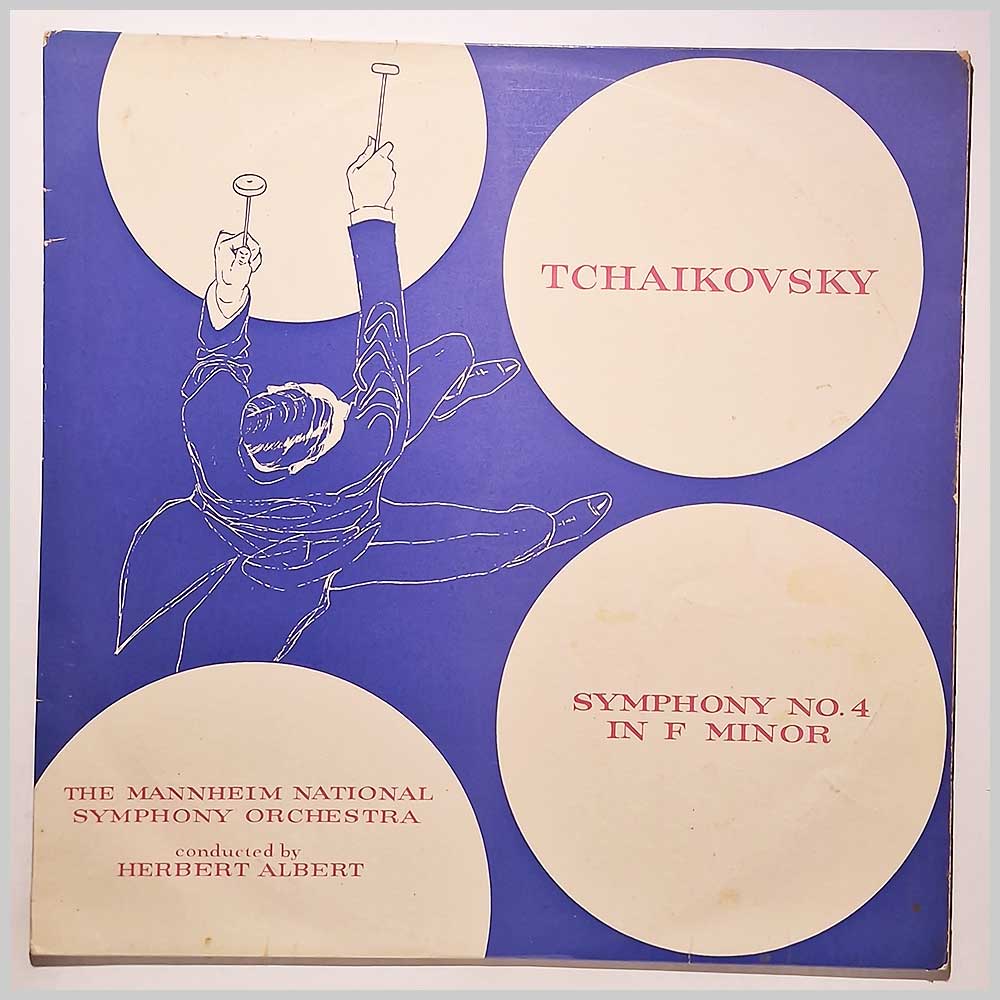 TCHAIKOVSKY
SYMPHONY NO. 4
IN F MINOR
THE MANNHEIM NATIONAL
SYMPHONY ORCHESTRA
conducted by
HERBERT ALBERT